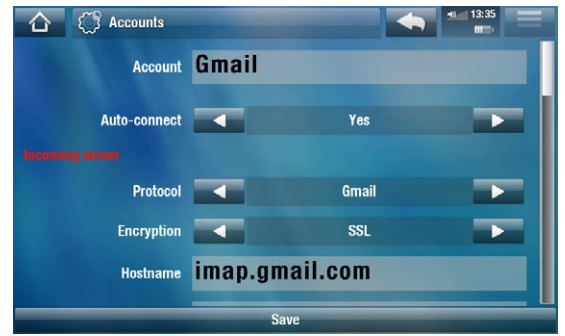 Accounts
13:35
Account Gmail
Auto-connect Yes
Incoming server
Protocol Gmail
Encryption SSL
Hostname imap.gmail.com
Save